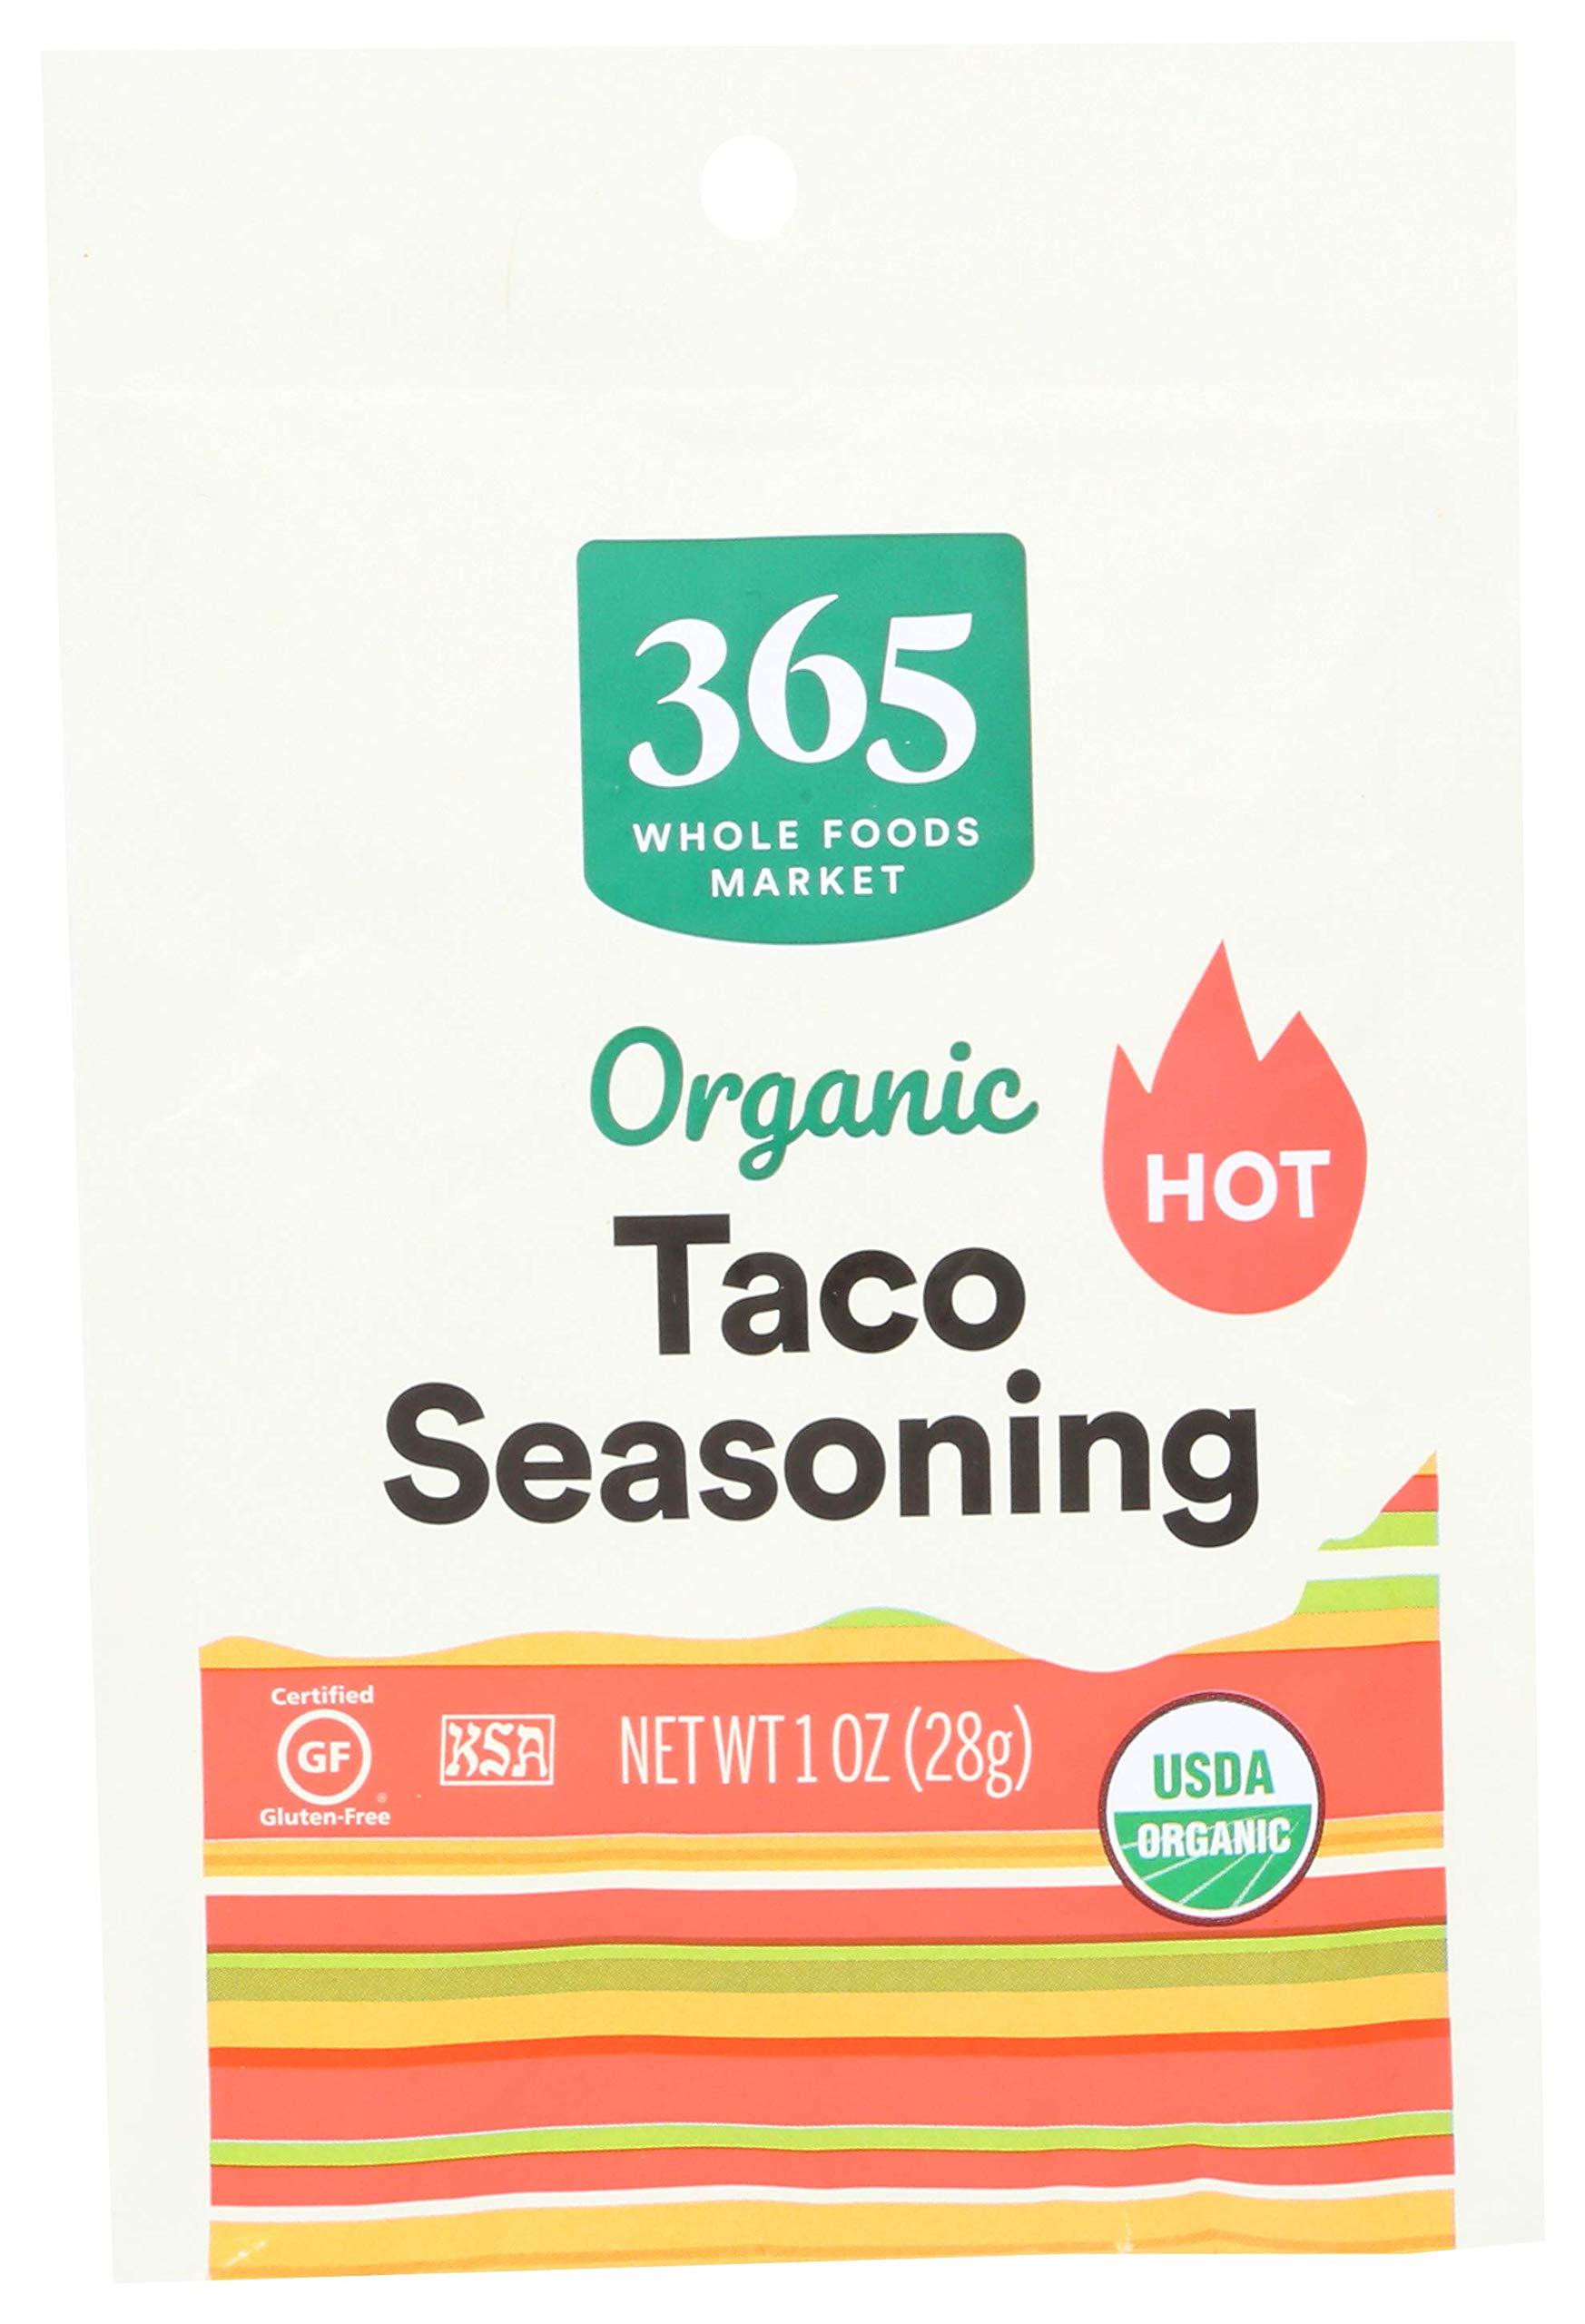 365
WHOLE FOODS
MARKET
Organic
HOT
Taco
Seasoning
Certified
GF
®
Gluten-Free
KSA
NET WT 1 OZ (28g)
USDA
ORGANIC